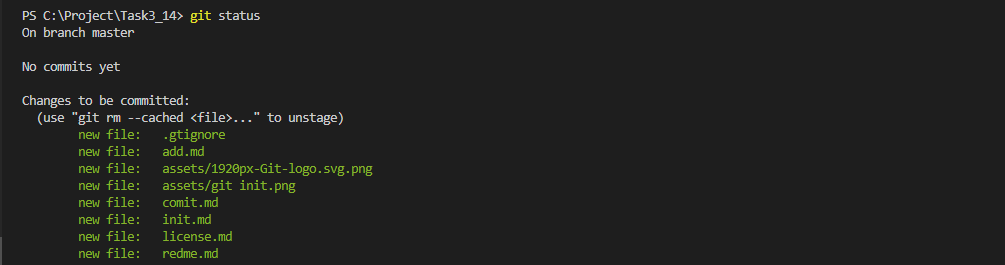 PS C:\Project\Task3_14> git status
On branch master
No commits yet
Changes to be committed:
(use "git rm --cached <file>..." to unstage)
new file: .gtignore
new file: add.md
new file: assets/1920px-Git-logo.svg.png
new file: assets/git init.png
new file: comit.md
new file: init.md
new file: license.md
new file: redme.md